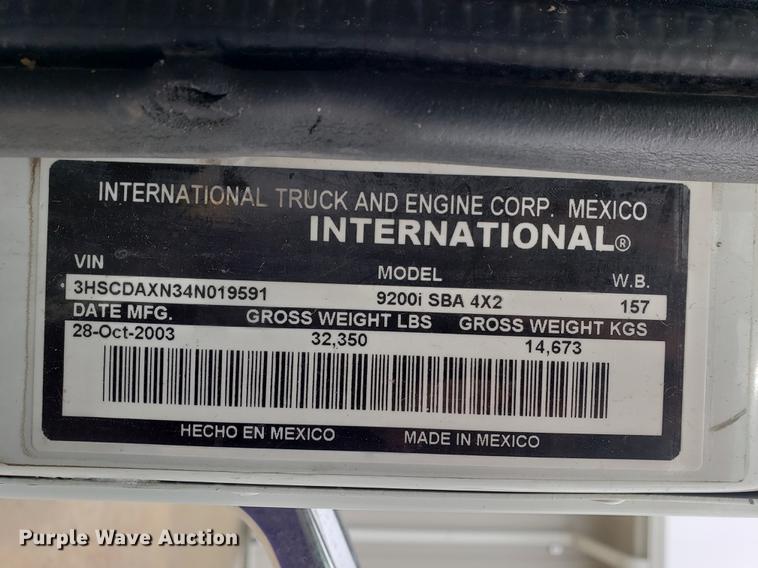 INTERNATIONAL TRUCK AND ENGINE CORP. MEXICO
INTERNATIONAL®
VIN MODEL W.B.
3HSCDAXN34N019591 9200i SBA 4X2 157
DATE MFG. GROSS WEIGHT LBS GROSS WEIGHT KGS
28-Oct-2003 32,350 14,673
HECHO EN MEXICO MADE IN MEXICO
Purple Wave Auction